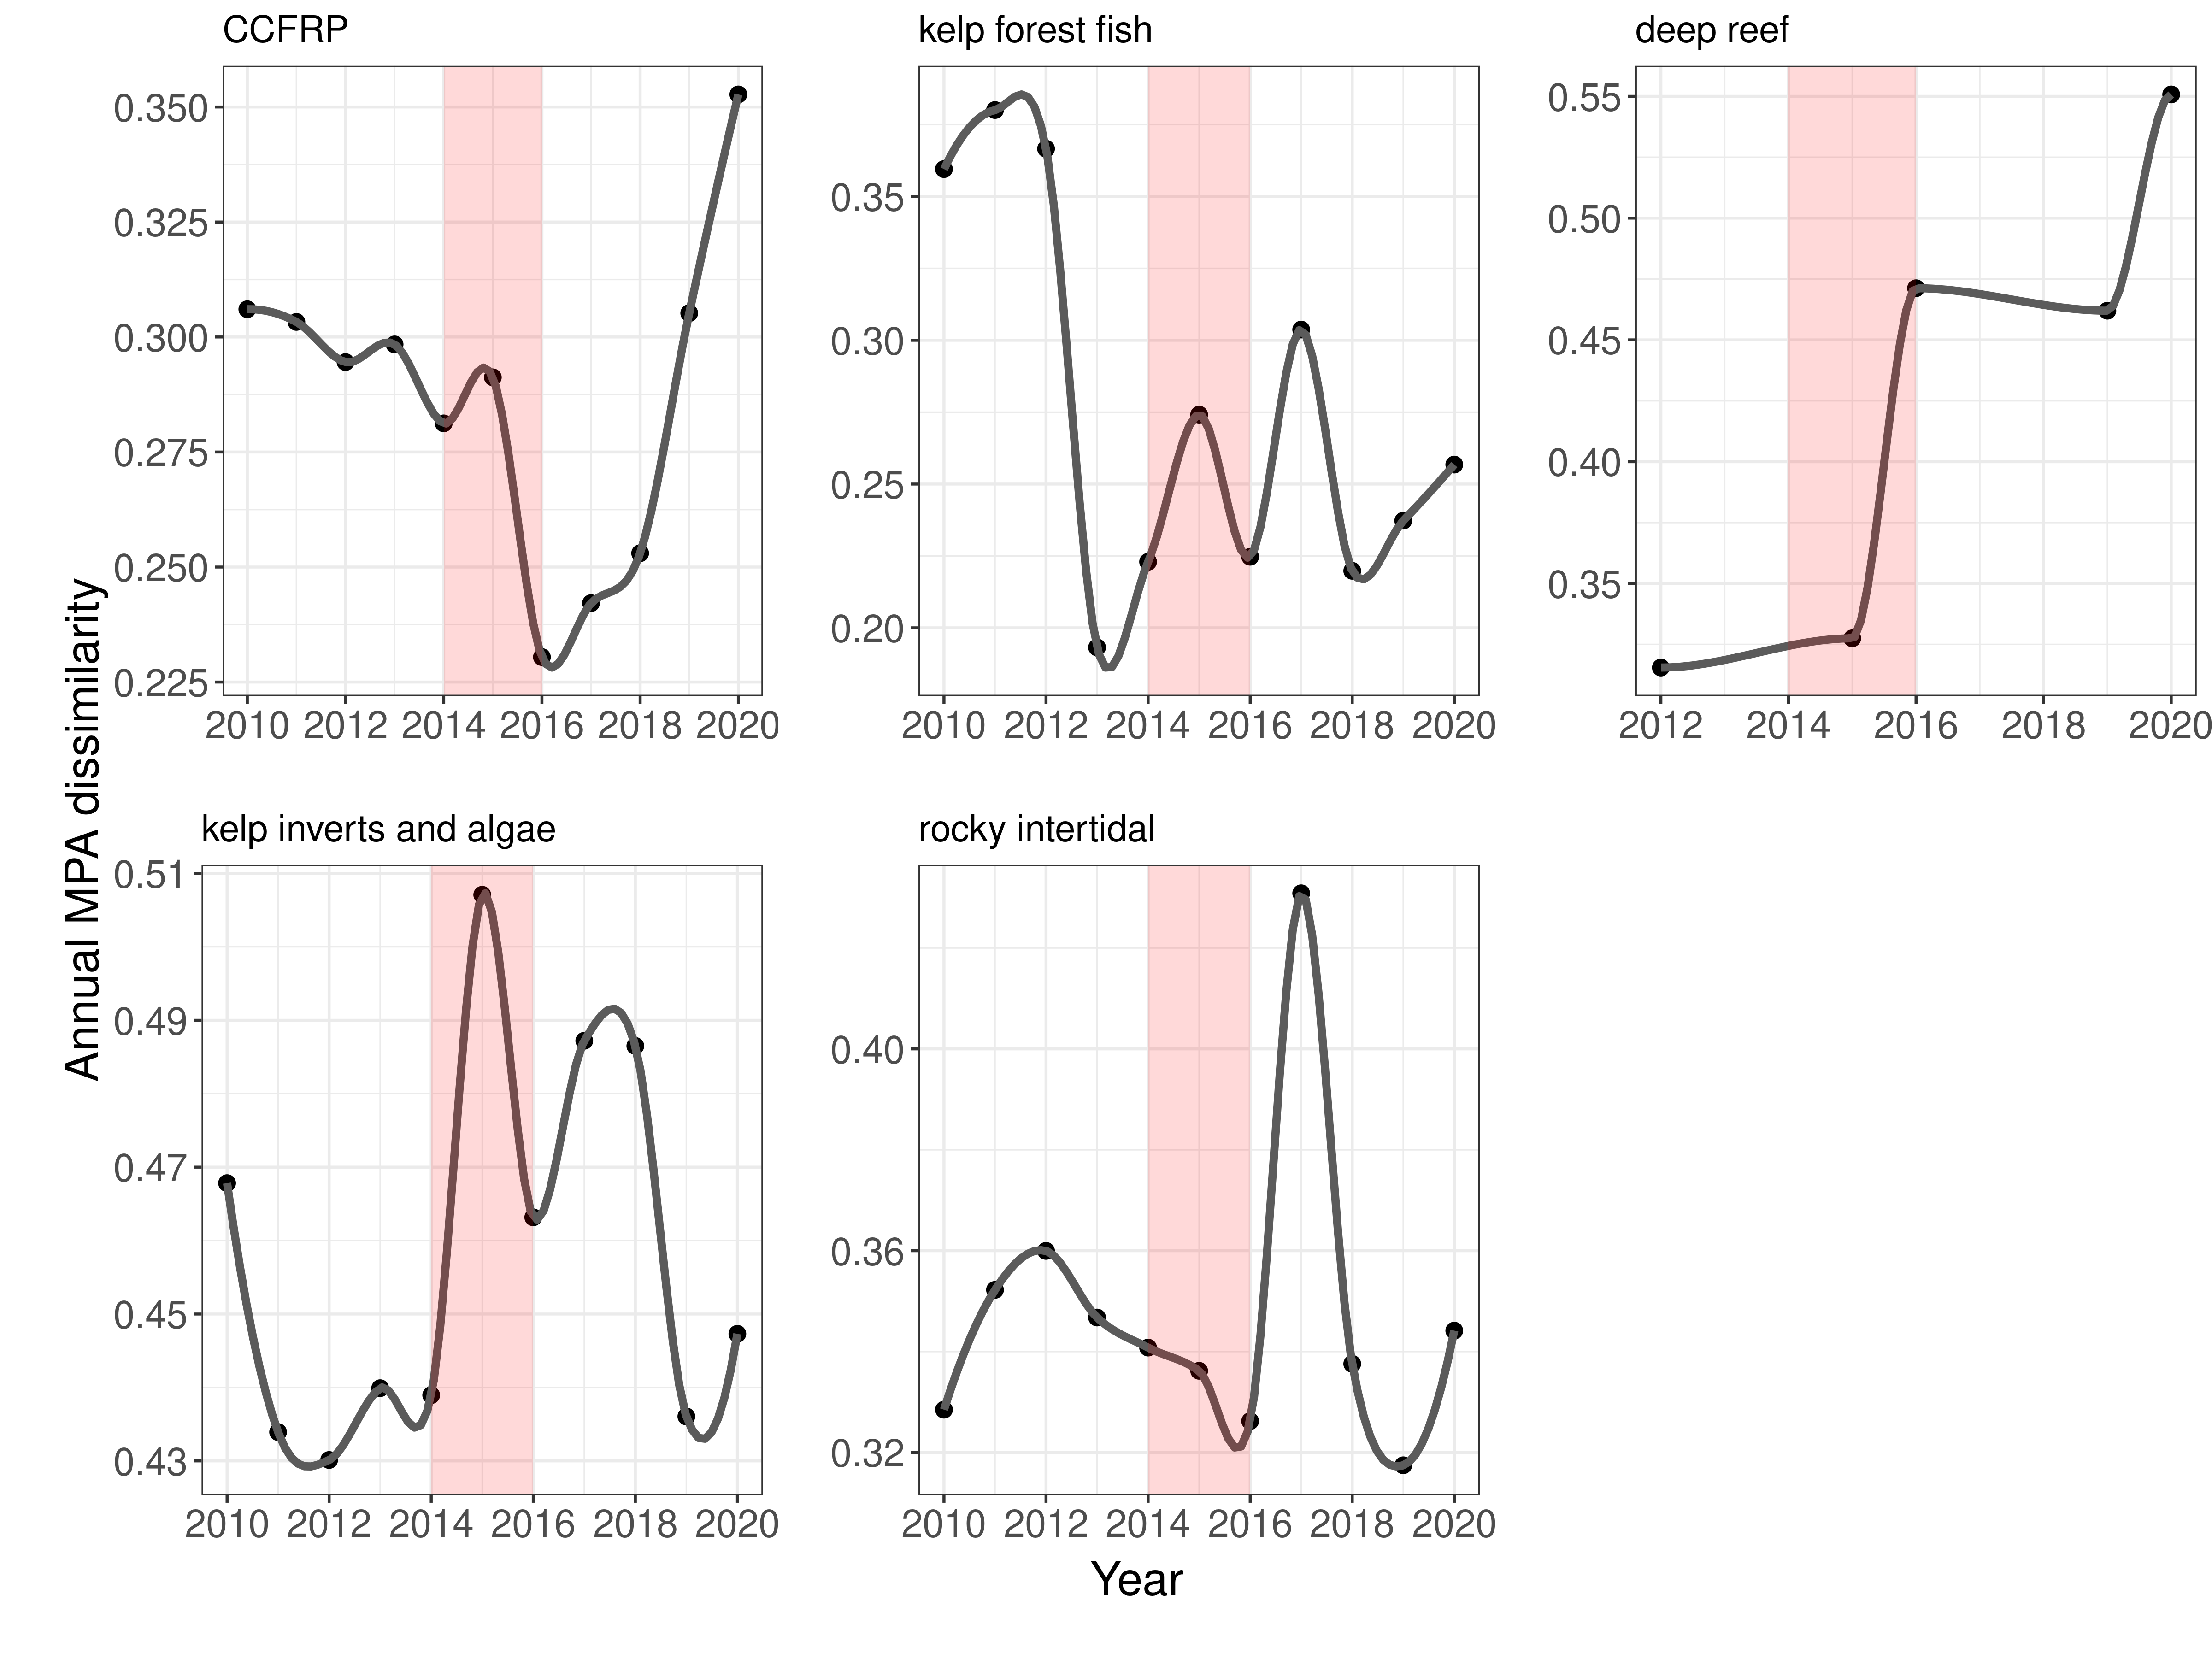 CCFRP
kelp forest fish
deep reef
0.350
0.325
0.300
0.275
0.250
0.225
2010 2012 2014 2016 2018 2020
0.35
0.30
0.25
0.20
2010 2012 2014 2016 2018 2020
0.55
0.50
0.45
0.40
0.35
2012 2014 2016 2018 2020
Annual MPA dissimilarity
kelp inverts and algae
rocky intertidal
0.51
0.49
0.47
0.45
0.43
2010 2012 2014 2016 2018 2020
0.40
0.36
0.32
2010 2012 2014 2016 2018 2020
Year